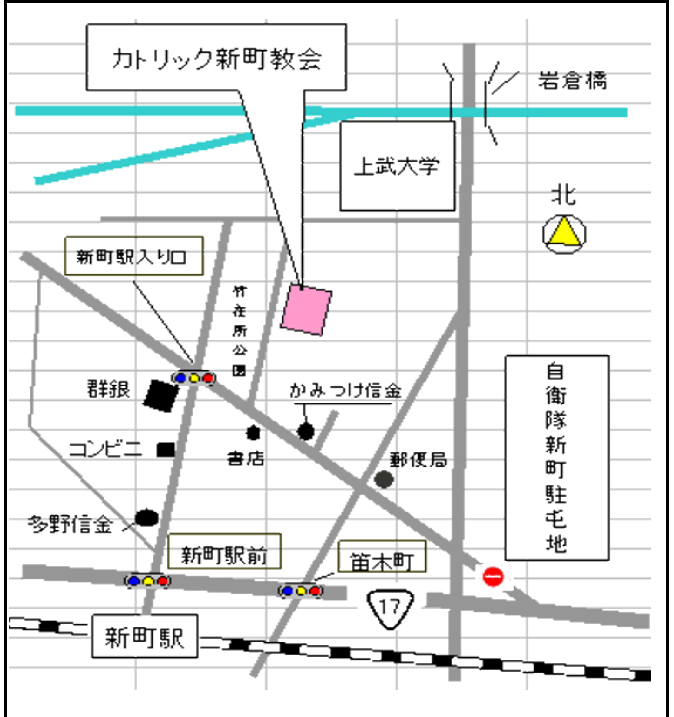 カトリック新町教会
岩倉橋
上武大学
北
新町駅入り口
行在所公園
群銀
かみつけ信金
自衛隊新町駐屯地
コンビニ
書店
郵便局
多野信金
新町駅前
笛木町
17
新町駅